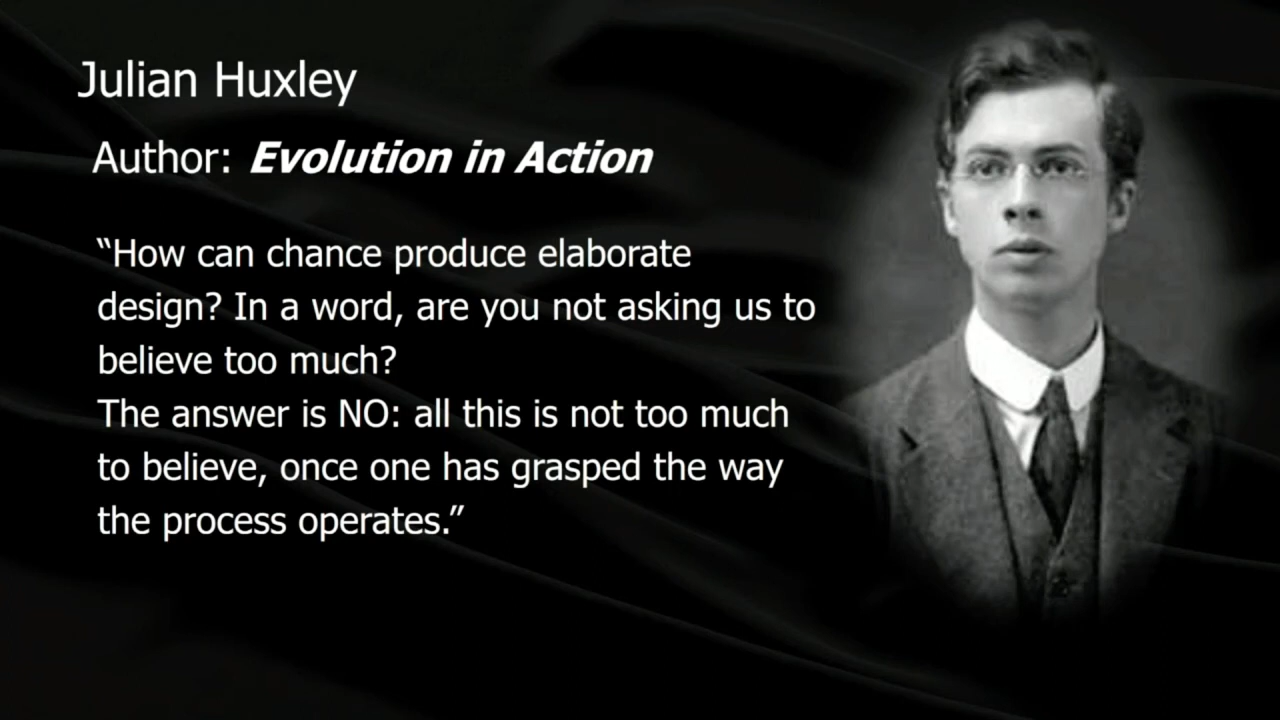 Julian Huxley
Author: Evolution in Action
“How can chance produce elaborate
design? In a word, are you not asking us to
believe too much?
The answer is NO: all this is not too much
to believe, once one has grasped the way
the process operates.”